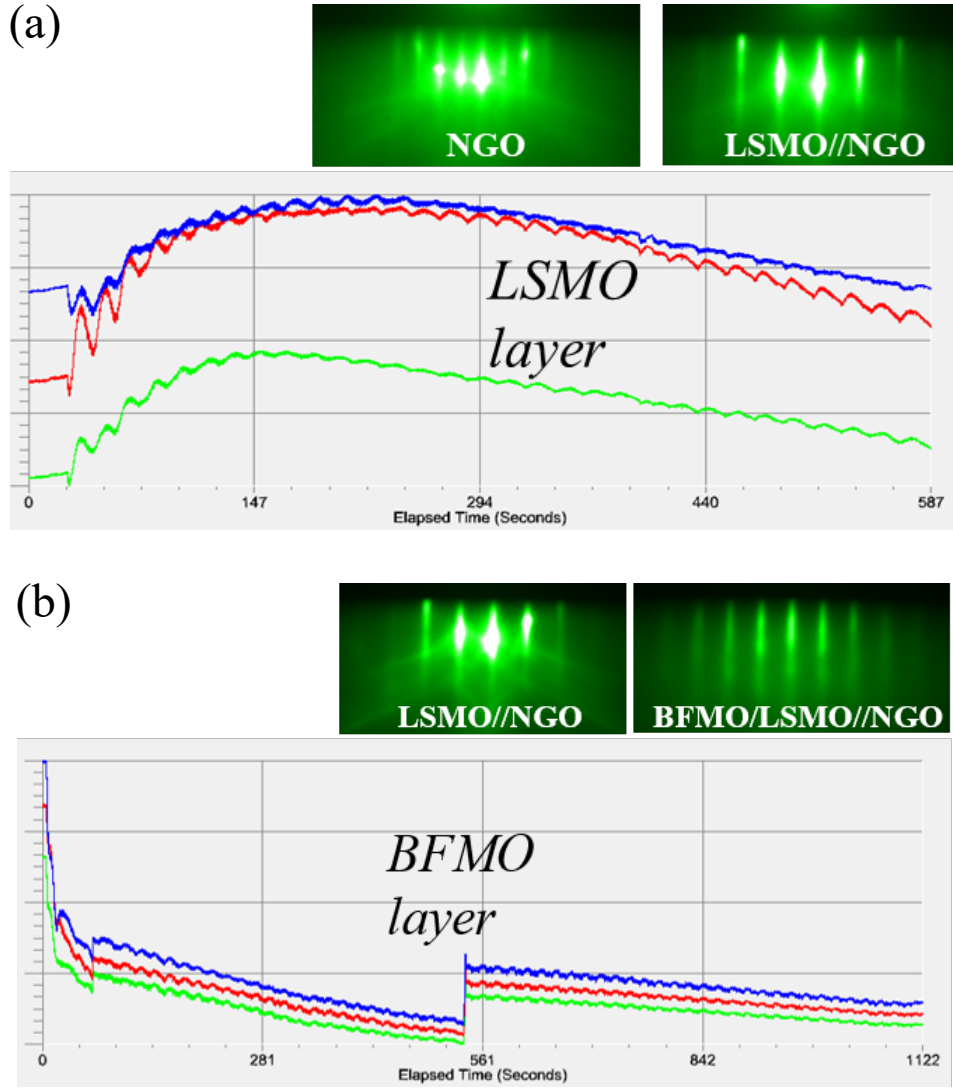 (a)
NGO
LSMO//NGO
LSMO
layer
0 147 294 440 587
Elapsed Time (Seconds)
(b)
LSMO//NGO
BFMO/LSMO//NGO
BFMO
layer
0 281 561 842 1122
Elapsed Time (Seconds)